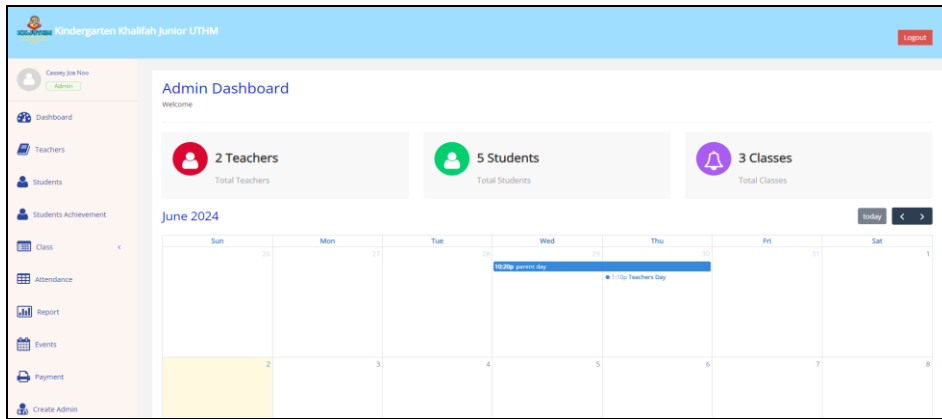 Kindergarten Khalifah Junior UTHM
Logout
Admin
Dashboard
Teachers
Students
Students Achievement
Class
Attendance
Report
Events
Payment
Create Admin
Admin Dashboard
Welcome
2 Teachers
Total Teachers
5 Students
Total Students
3 Classes
Total Classes
June 2024
today
Sun Mon Tue Wed Thu Fri Sat
26 27 28 29 30 31 1
10:20p parent day
1:10p Teachers Day
2 3 4 5 6 7 8